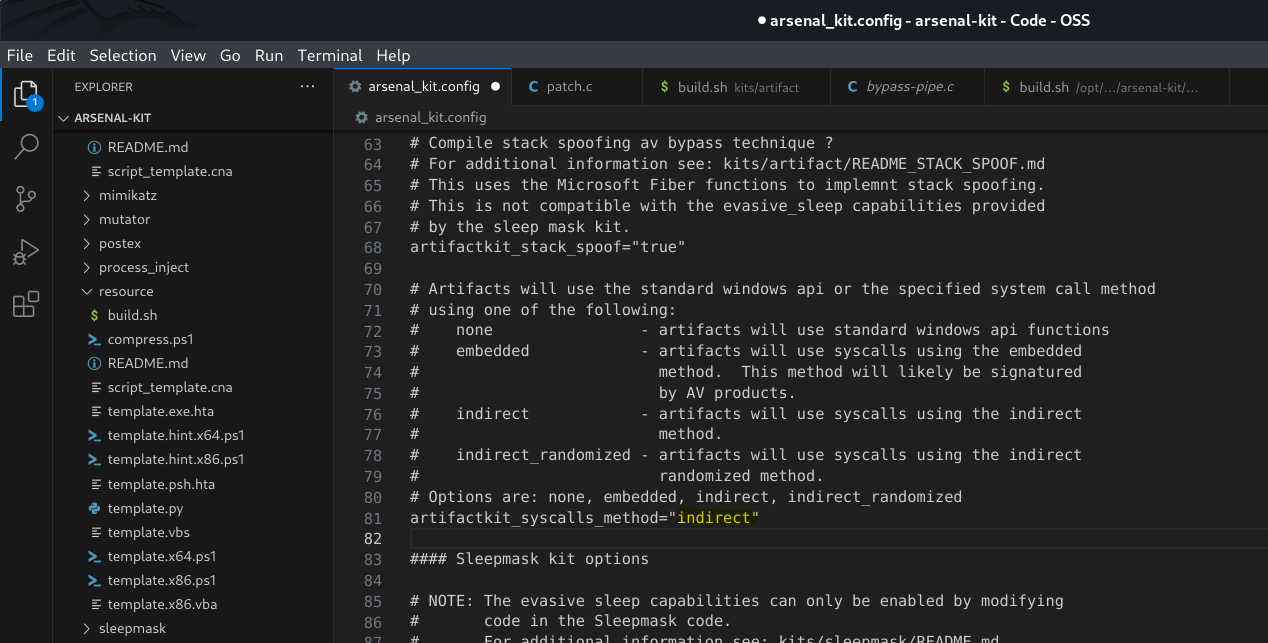 ● arsenal_kit.config - arsenal-kit - Code - OSS
File Edit Selection View Go Run Terminal Help
EXPLORER ···
arsenal_kit.config ●
C patch.c
$ build.sh kits/artifact
C bypass-pipe.c
$ build.sh /opt/.../arsenal-kit/...
1
ARSENAL-KIT
README.md
script_template.cna
mimikatz
mutator
postex
process_inject
resource
$ build.sh
compress.ps1
README.md
script_template.cna
template.exe.hta
template.hint.x64.ps1
template.hint.x86.ps1
template.psh.hta
template.py
template.vbs
template.x64.ps1
template.x86.ps1
template.x86.vba
sleepmask
arsenal_kit.config
63 # Compile stack spoofing av bypass technique ?
64 # For additional information see: kits/artifact/README_STACK_SPOOF.md
65 # This uses the Microsoft Fiber functions to implemnt stack spoofing.
66 # This is not compatible with the evasive_sleep capabilities provided
67 # by the sleep mask kit.
68 artifactkit_stack_spoof="true"
69
70 # Artifacts will use the standard windows api or the specified system call method
71 # using one of the following:
72 #    none                - artifacts will use standard windows api functions
73 #    embedded            - artifacts will use syscalls using the embedded
74 #                          method.  This method will likely be signatured
75 #                          by AV products.
76 #    indirect            - artifacts will use syscalls using the indirect
77 #                          method.
78 #    indirect_randomized - artifacts will use syscalls using the indirect
79 #                          randomized method.
80 # Options are: none, embedded, indirect, indirect_randomized
81 artifactkit_syscalls_method="indirect"
82
83 #### Sleepmask kit options
84
85 # NOTE: The evasive sleep capabilities can only be enabled by modifying
86 #       code in the Sleepmask code.
87 #       For additional information see: kits/sleepmask/README.md